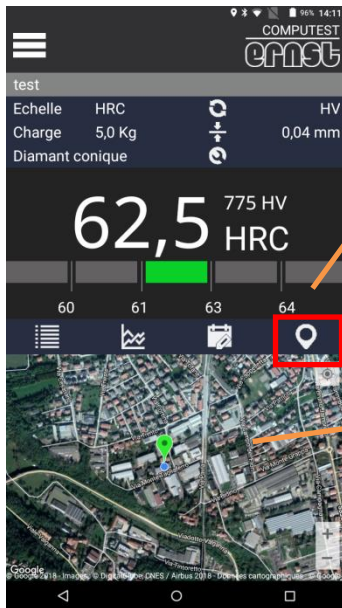 96% 14:11
COMPUTEST
ernst
test
Echelle HRC HV
Charge 5,0 Kg 0,04 mm
Diamant conique
62,5 775 HV
HRC
60 61 63 64
Google